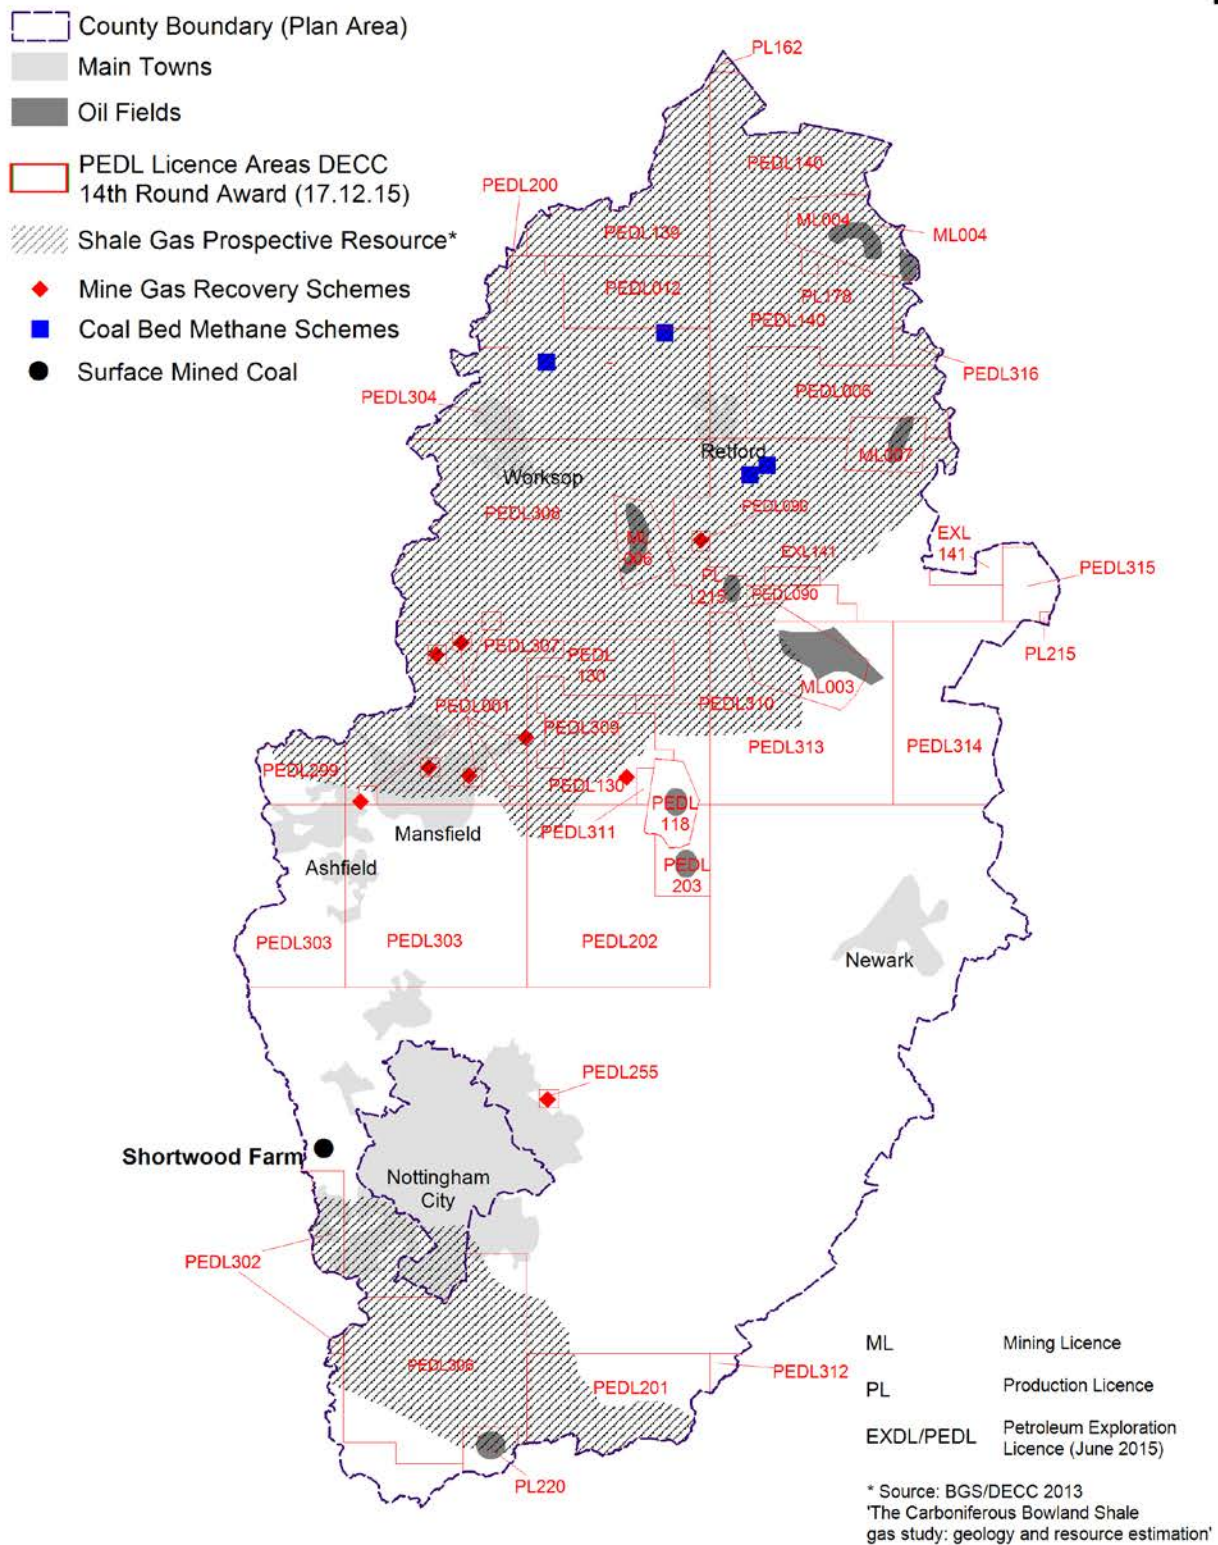 County Boundary (Plan Area)
Main Towns
Oil Fields
PEDL Licence Areas DECC
14th Round Award (17.12.15)
Shale Gas Prospective Resource*
Mine Gas Recovery Schemes
Coal Bed Methane Schemes
Surface Mined Coal
PL162
PEDL140
PEDL200
ML004
PEDL139
ML004
PEDL012
PL178
PEDL140
PEDL316
PEDL304
PEDL005
Retford
ML007
Worksop
PEDL308
PEDL090
ML
006
EXL
141
EXL141
PEDL315
PL
215
PEDL090
PEDL307
PEDL
130
PL215
ML003
PEDL001
PEDL310
PEDL309
PEDL313
PEDL314
PEDL299
PEDL130
PEDL
118
PEDL311
Mansfield
Ashfield
PEDL
203
PEDL303
PEDL303
PEDL202
Newark
PEDL255
Shortwood Farm
Nottingham
City
PEDL302
PEDL306
PEDL312
PEDL201
PL220
ML Mining Licence
PL Production Licence
EXDL/PEDL Petroleum Exploration
Licence (June 2015)
* Source: BGS/DECC 2013
'The Carboniferous Bowland Shale
gas study: geology and resource estimation'